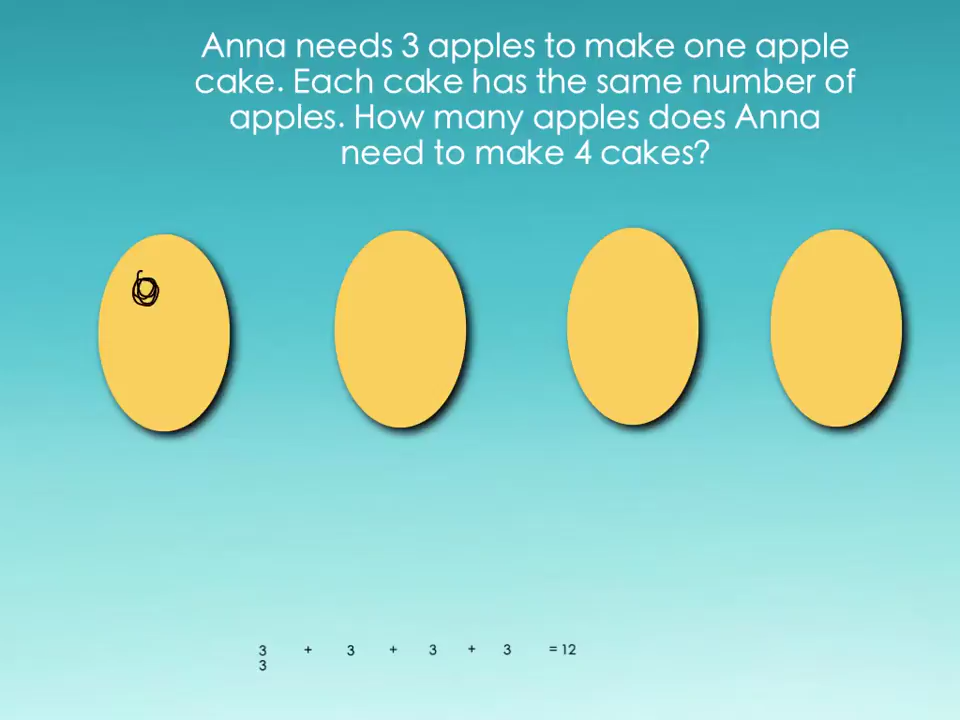 Anna needs 3 apples to make one apple
cake. Each cake has the same number of
apples. How many apples does Anna
need to make 4 cakes?
3 + 3 + 3 + 3 = 12
3